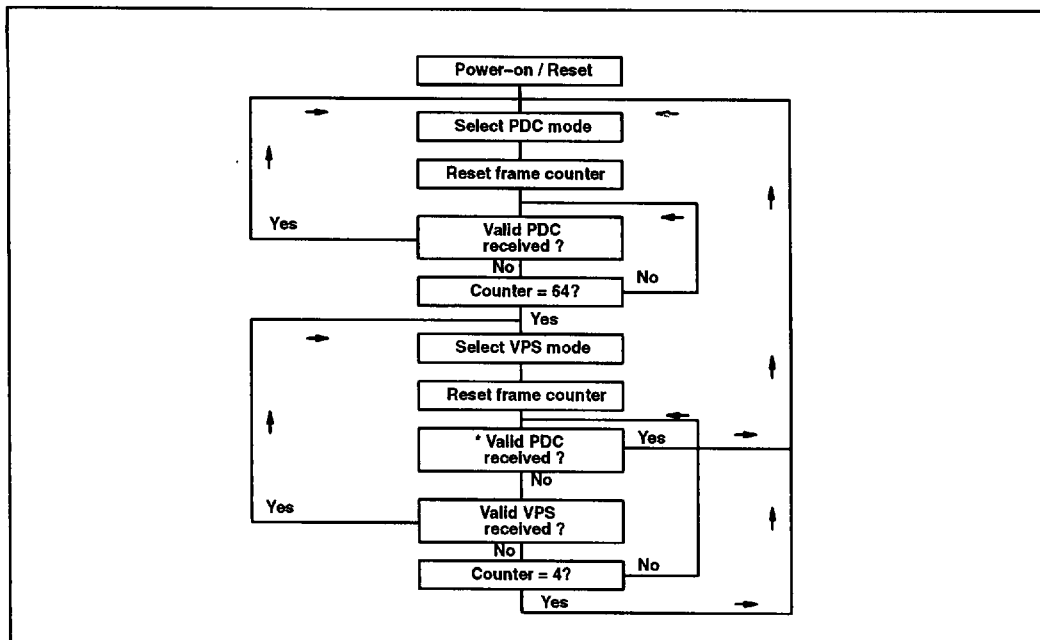 Power-on / Reset
Select PDC mode
Reset frame counter
Yes
Valid PDC
received ?
No
No
Counter = 64?
Yes
Select VPS mode
Reset frame counter
* Valid PDC
received ?
Yes
No
Yes
Valid VPS
received ?
No
No
Counter = 4?
Yes